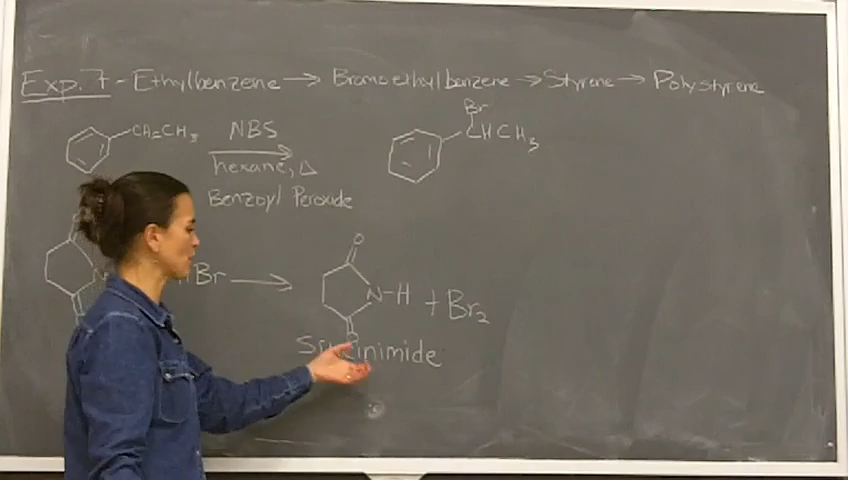 Exp. 7 - Ethylbenzene → Bromoethylbenzene → Styrene → Polystyrene
Br
CH₂CH₃ NBS CHCH₃
hexane, Δ
Benzoyl Peroxide
O
Br → N-H + Br₂
O
Succinimide